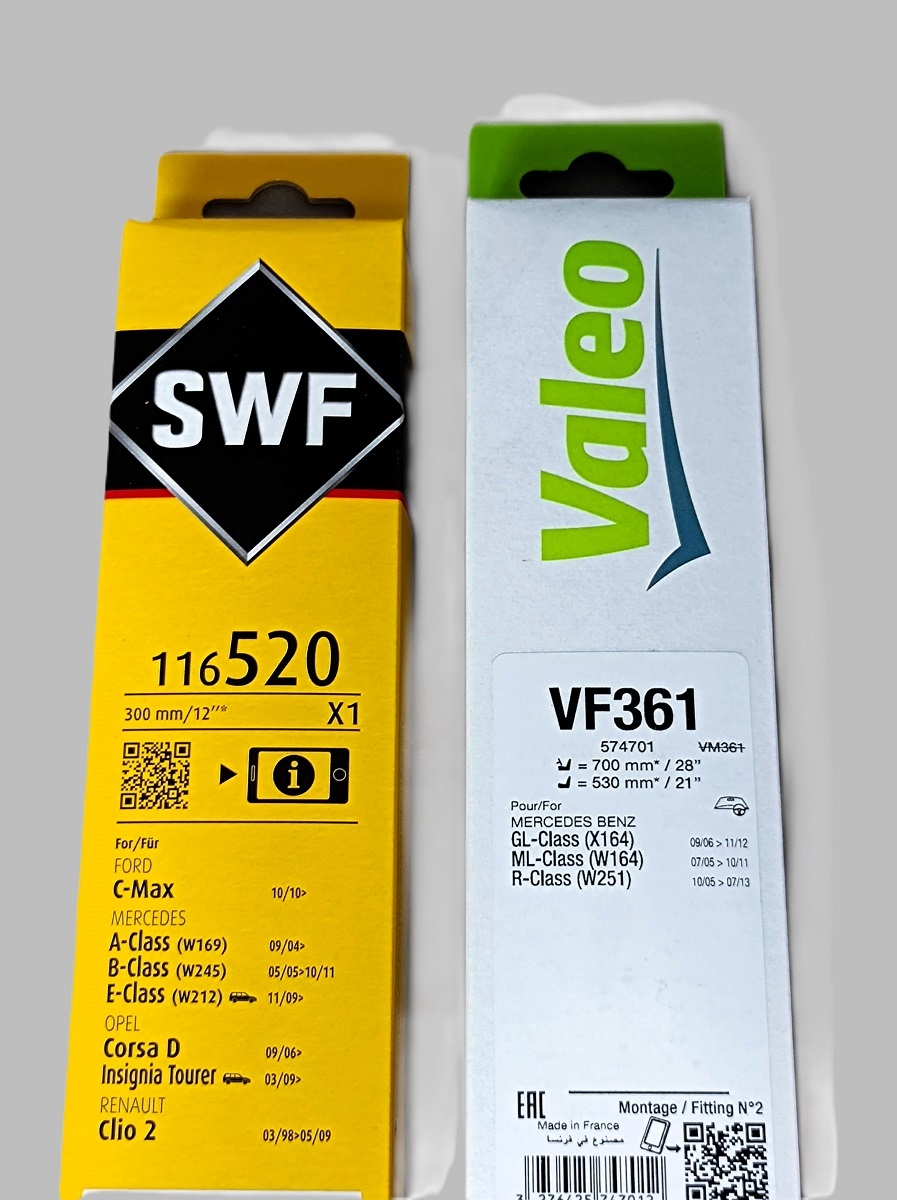 SWF
116520
300 mm/12″* X1
For/Für
FORD
C-Max 10/10>
MERCEDES
A-Class (W169) 09/04>
B-Class (W245) 05/05>10/11
E-Class (W212) 11/09>
OPEL
Corsa D 09/06>
Insignia Tourer 03/09>
RENAULT
Clio 2 03/98>05/09
Valeo
VF361
574701 VM361
= 700 mm* / 28”
= 530 mm* / 21”
Pour/For
MERCEDES BENZ
GL-Class (X164) 09/06 > 11/12
ML-Class (W164) 07/05 > 10/11
R-Class (W251) 10/05 > 07/13
EAC
Montage / Fitting N°2
Made in France
مصنوع في فرنسا